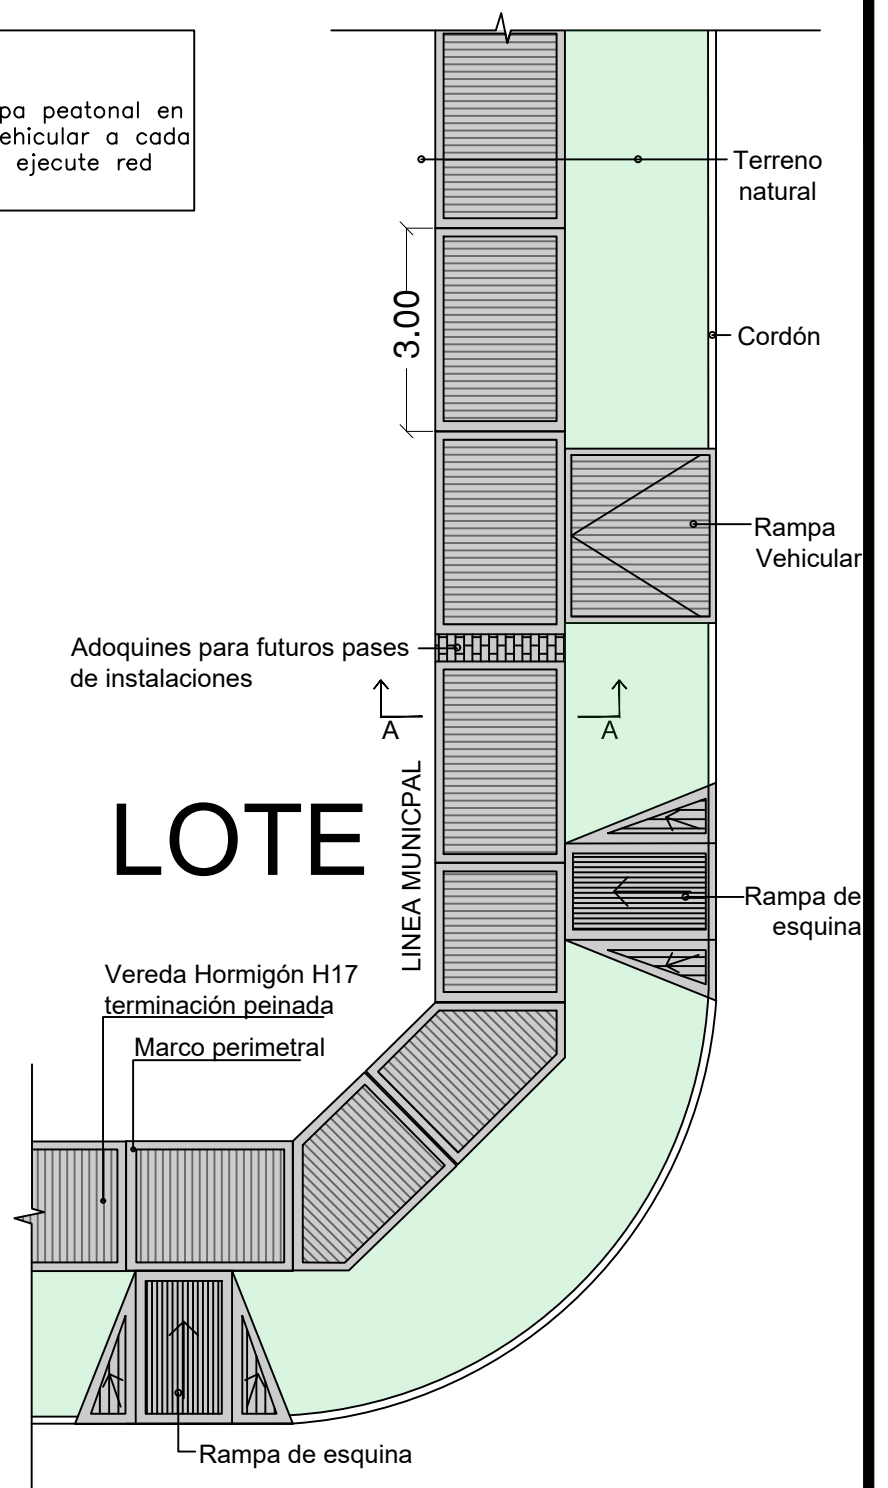 pa peatonal en
ehicular a cada
ejecute red
Terreno
natural
3.00
Cordón
Rampa
Vehicular
Adoquines para futuros pases
de instalaciones
A
A
LOTE
LINEA MUNICPAL
Rampa de
esquina
Vereda Hormigón H17
terminación peinada
Marco perimetral
Rampa de esquina